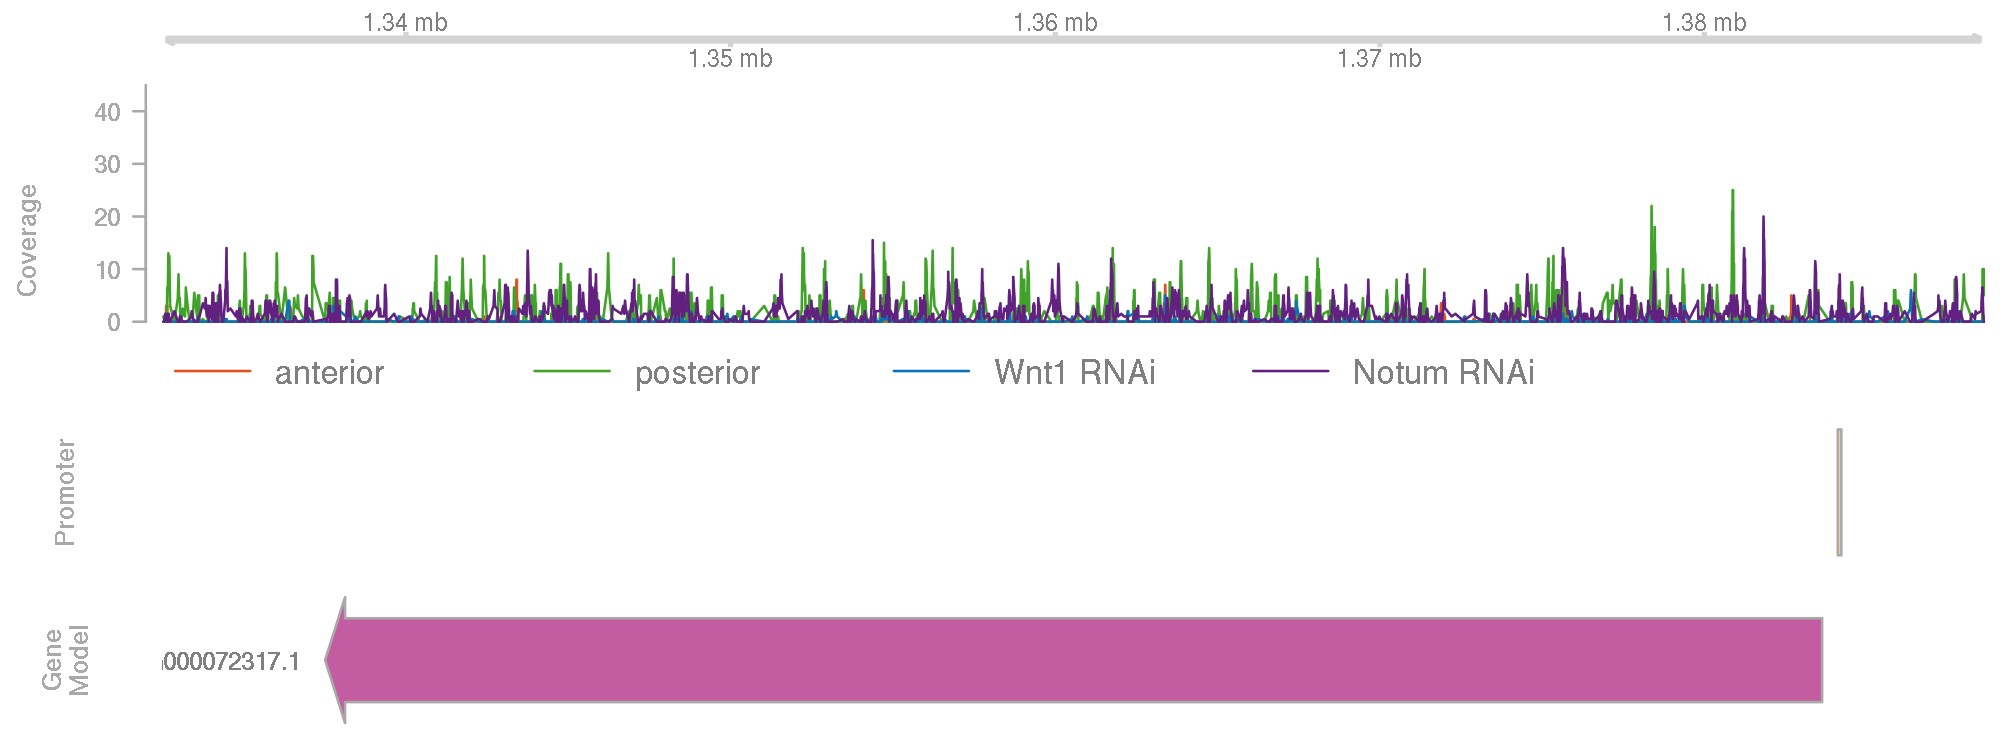 1.34 mb
1.36 mb
1.38 mb
1.35 mb
1.37 mb
Coverage
40
30
20
10
0
anterior
posterior
Wnt1 RNAi
Notum RNAi
Promoter
Gene
Model
000072317.1